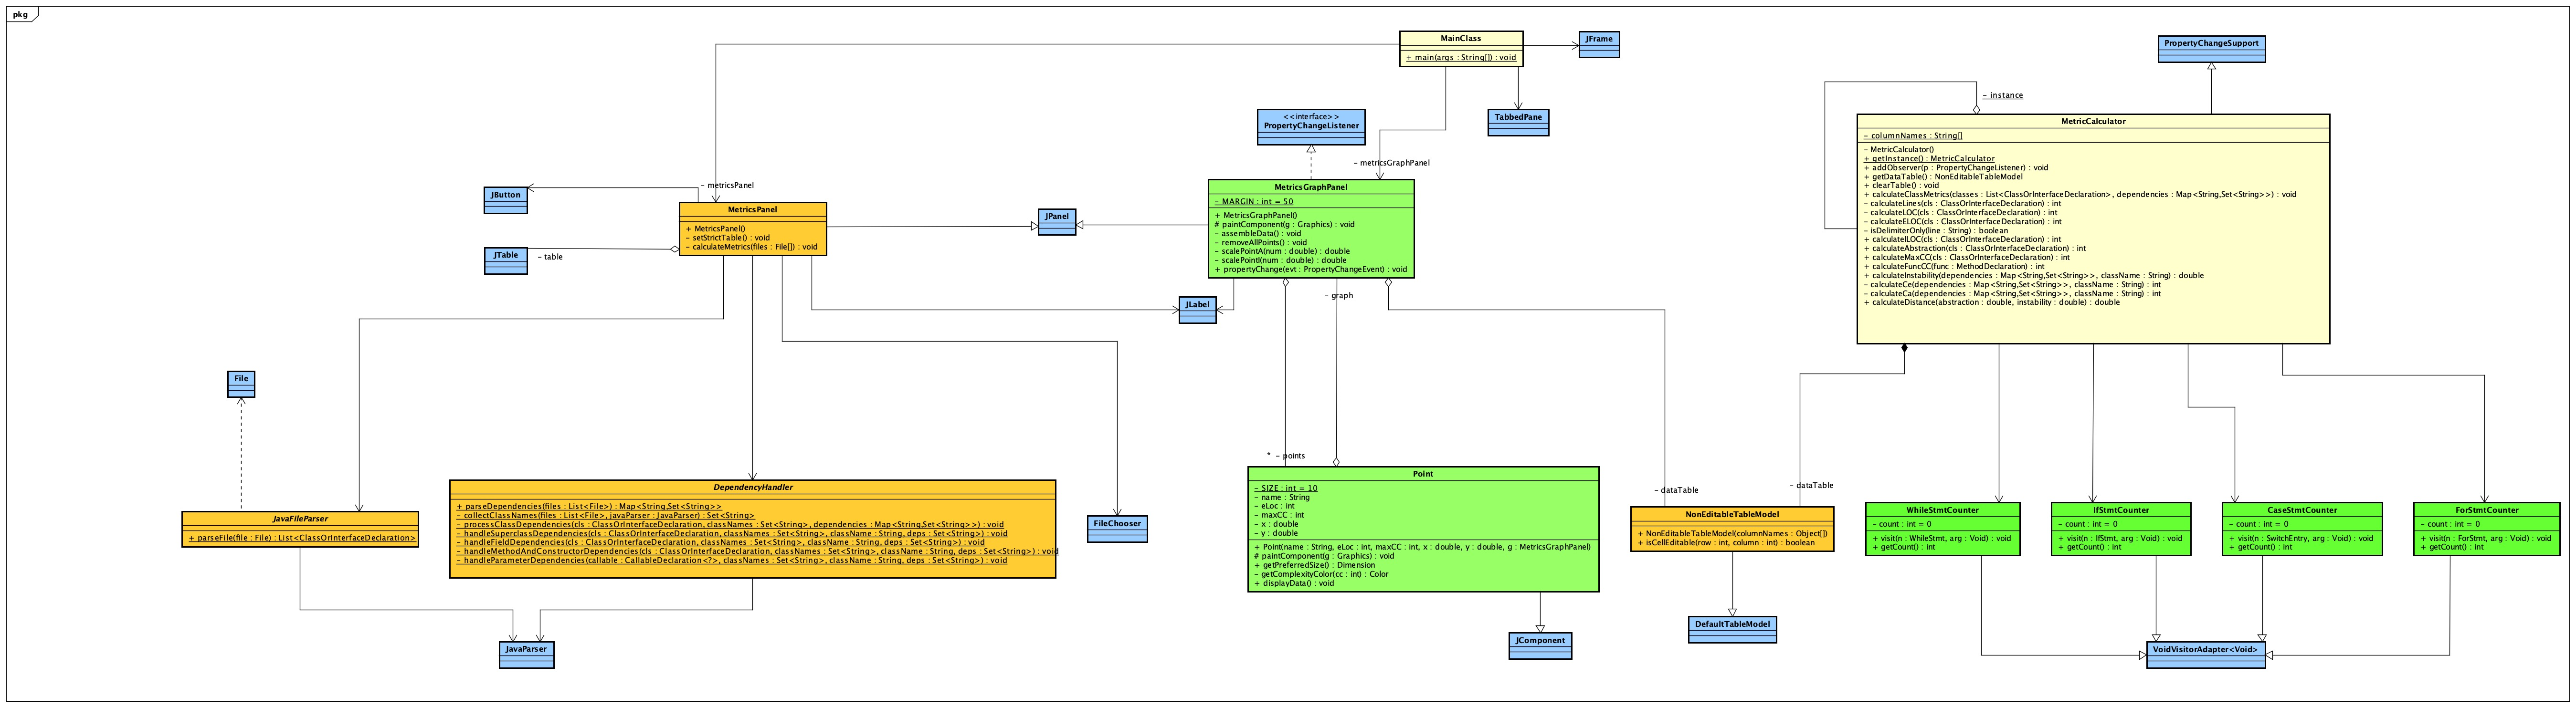 pkg
MainClass
+ main(args : String[]) : void
JFrame
TabbedPane
PropertyChangeSupport
- instance
<<interface>>
PropertyChangeListener
MetricCalculator
- columnNames : String[]
- MetricCalculator()
+ getInstance() : MetricCalculator
+ addObserver(p : PropertyChangeListener) : void
+ getDataTable() : NonEditableTableModel
+ clearTable() : void
+ calculateClassMetrics(classes : List<ClassOrInterfaceDeclaration>, dependencies : Map<String,Set<String>>) : void
- calculateLines(cls : ClassOrInterfaceDeclaration) : int
- calculateLOC(cls : ClassOrInterfaceDeclaration) : int
- calculateELOC(cls : ClassOrInterfaceDeclaration) : int
- isDelimiterOnly(line : String) : boolean
+ calculateILOC(cls : ClassOrInterfaceDeclaration) : int
+ calculateAbstraction(cls : ClassOrInterfaceDeclaration) : int
+ calculateMaxCC(cls : ClassOrInterfaceDeclaration) : int
+ calculateFuncCC(func : MethodDeclaration) : int
+ calculateInstability(dependencies : Map<String,Set<String>>, className : String) : double
- calculateCe(dependencies : Map<String,Set<String>>, className : String) : int
- calculateCa(dependencies : Map<String,Set<String>>, className : String) : int
+ calculateDistance(abstraction : double, instability : double) : double
- metricsGraphPanel
- metricsPanel
JButton
JTable
- table
MetricsPanel
+ MetricsPanel()
- setStrictTable() : void
- calculateMetrics(files : File[]) : void
JPanel
MetricsGraphPanel
- MARGIN : int = 50
+ MetricsGraphPanel()
# paintComponent(g : Graphics) : void
- assembleData() : void
- removeAllPoints() : void
- scalePointA(num : double) : double
- scalePointI(num : double) : double
+ propertyChange(evt : PropertyChangeEvent) : void
JLabel
- graph
File
* - points
- dataTable
- dataTable
JavaFileParser
+ parseFile(file : File) : List<ClassOrInterfaceDeclaration>
DependencyHandler
+ parseDependencies(files : List<File>) : Map<String,Set<String>>
- collectClassNames(files : List<File>, javaParser : JavaParser) : Set<String>
- processClassDependencies(cls : ClassOrInterfaceDeclaration, classNames : Set<String>, dependencies : Map<String,Set<String>>) : void
- handleSuperclassDependencies(cls : ClassOrInterfaceDeclaration, classNames : Set<String>, className : String, deps : Set<String>) : void
- handleFieldDependencies(cls : ClassOrInterfaceDeclaration, classNames : Set<String>, className : String, deps : Set<String>) : void
- handleMethodAndConstructorDependencies(cls : ClassOrInterfaceDeclaration, classNames : Set<String>, className : String, deps : Set<String>) : void
- handleParameterDependencies(callable : CallableDeclaration<?>, classNames : Set<String>, className : String, deps : Set<String>) : void
FileChooser
Point
- SIZE : int = 10
- name : String
- eLoc : int
- maxCC : int
- x : double
- y : double
+ Point(name : String, eLoc : int, maxCC : int, x : double, y : double, g : MetricsGraphPanel)
# paintComponent(g : Graphics) : void
+ getPreferredSize() : Dimension
- getComplexityColor(cc : int) : Color
+ displayData() : void
NonEditableTableModel
+ NonEditableTableModel(columnNames : Object[])
+ isCellEditable(row : int, column : int) : boolean
WhileStmtCounter
- count : int = 0
+ visit(n : WhileStmt, arg : Void) : void
+ getCount() : int
IfStmtCounter
- count : int = 0
+ visit(n : IfStmt, arg : Void) : void
+ getCount() : int
CaseStmtCounter
- count : int = 0
+ visit(n : SwitchEntry, arg : Void) : void
+ getCount() : int
ForStmtCounter
- count : int = 0
+ visit(n : ForStmt, arg : Void) : void
+ getCount() : int
JavaParser
JComponent
DefaultTableModel
VoidVisitorAdapter<Void>